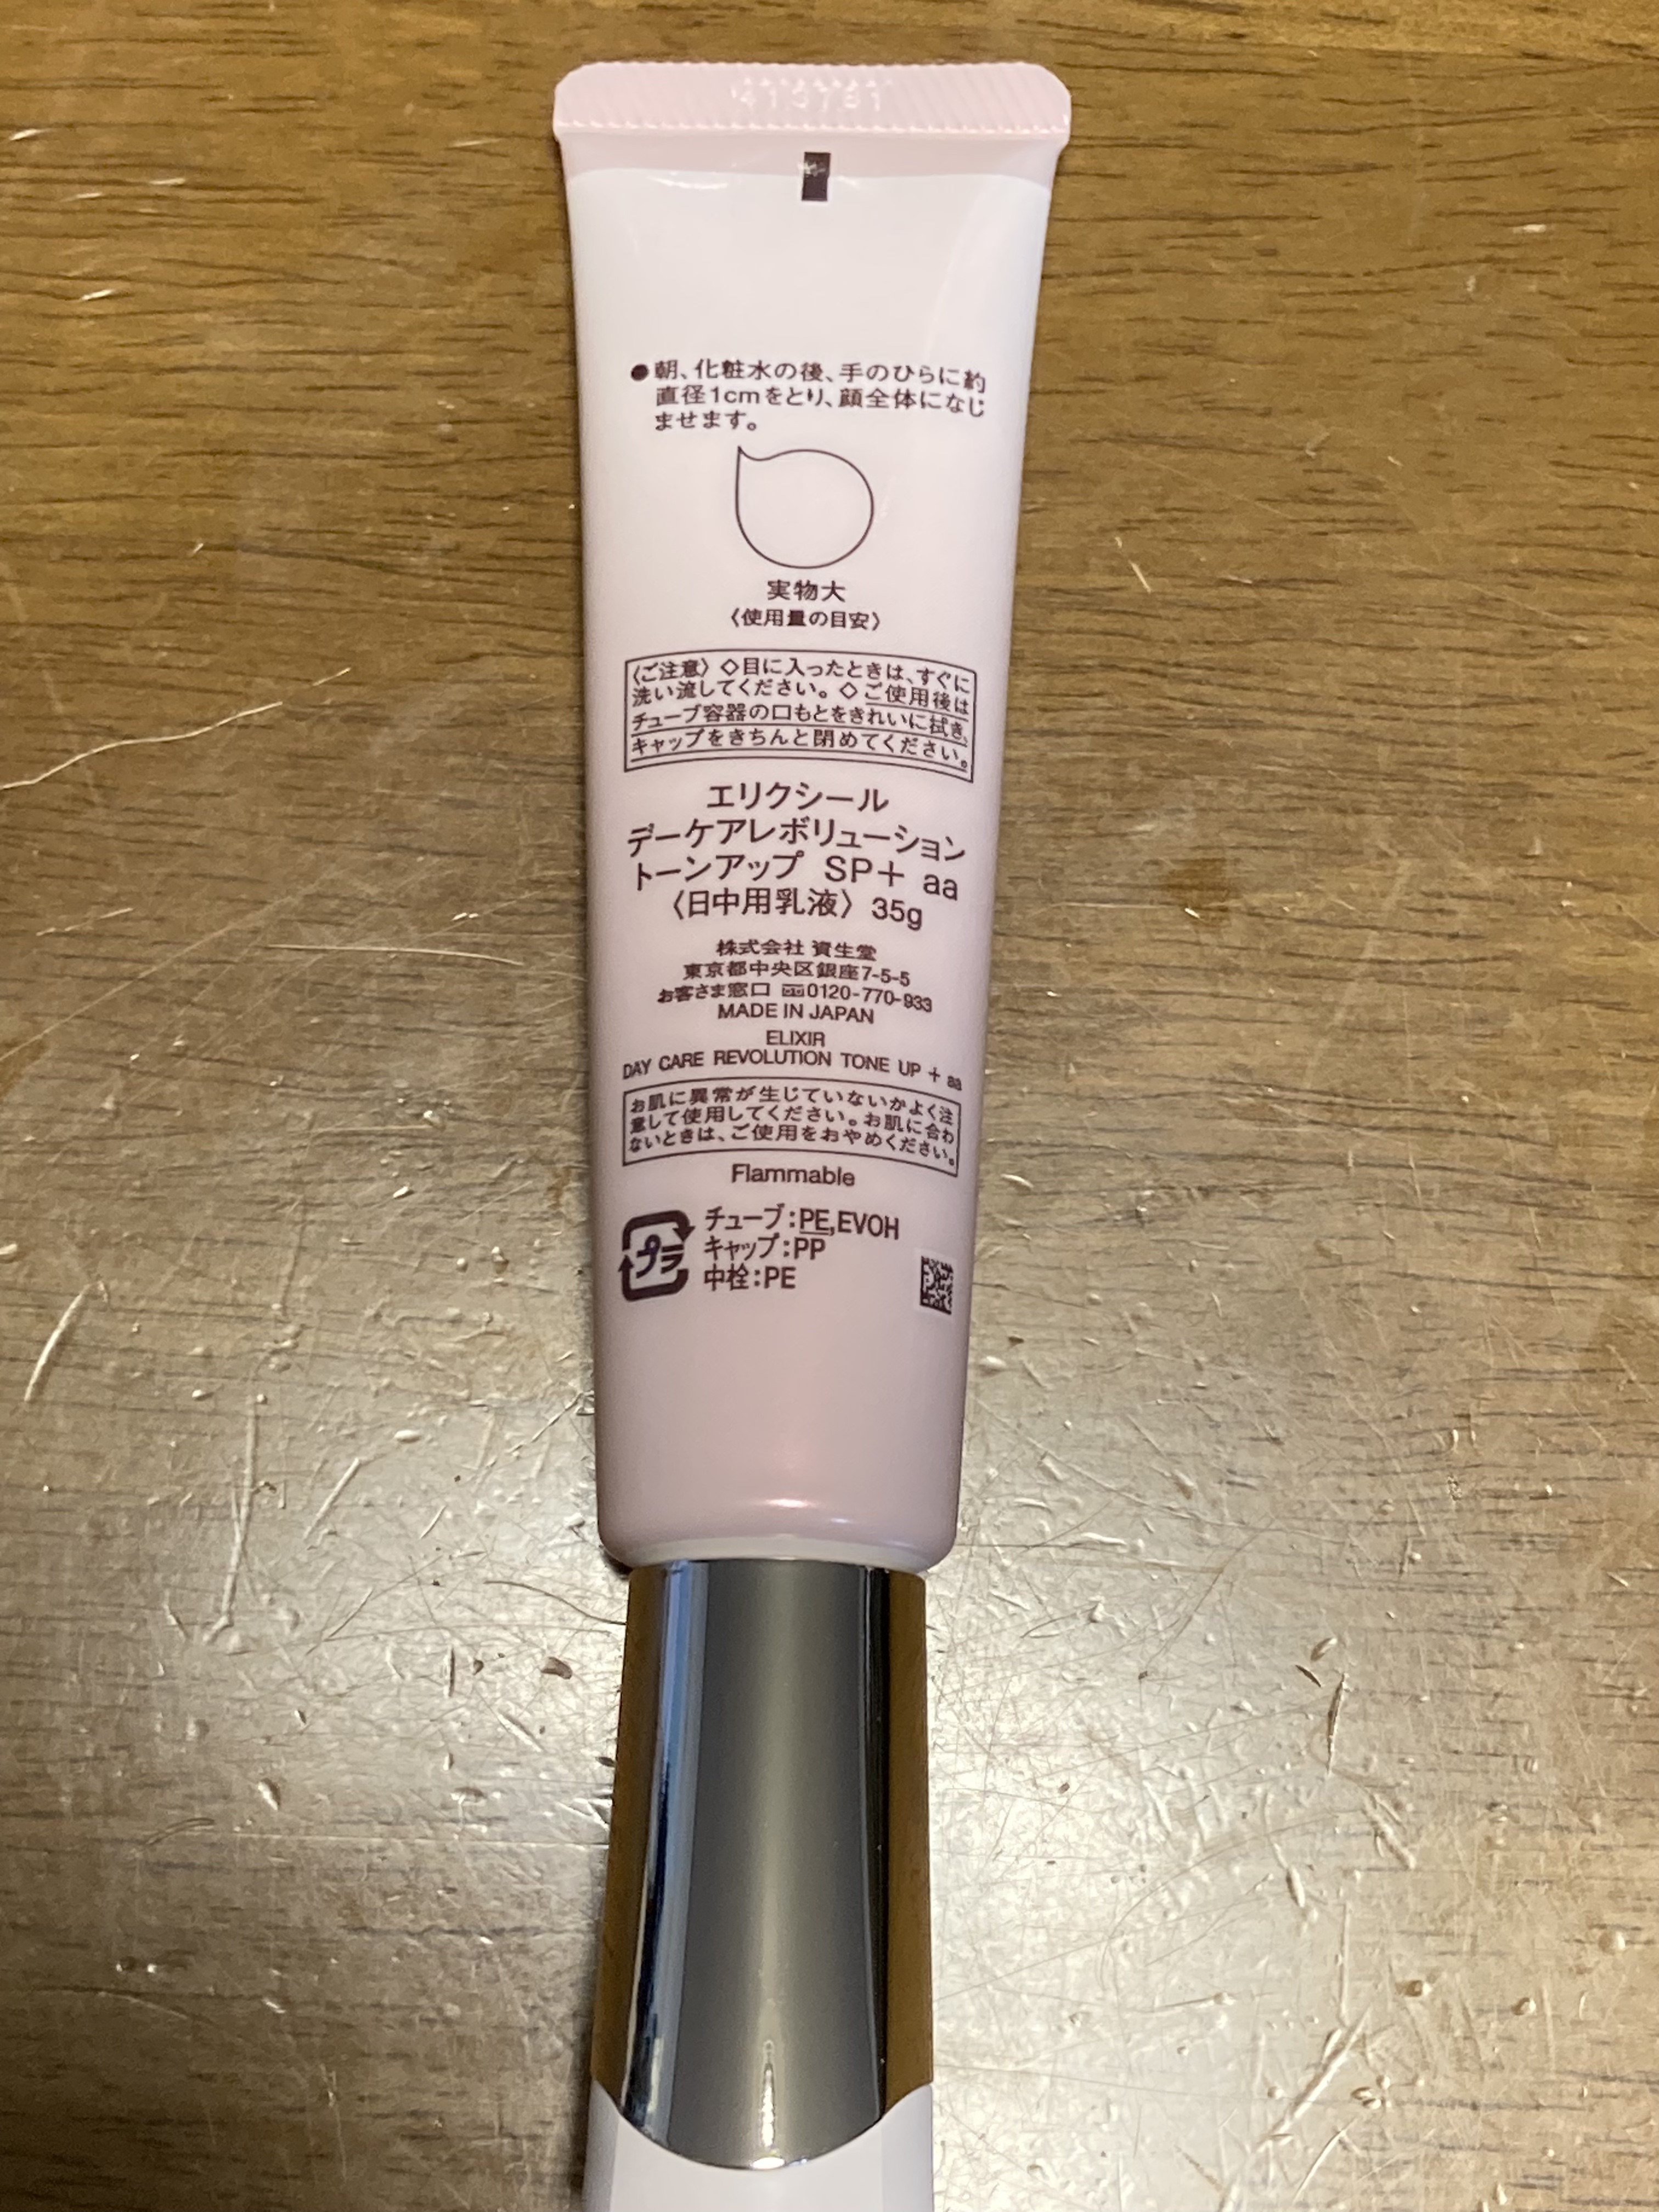 ●朝、化粧水の後、手のひらに約
直径1cmをとり、顔全体になじ
ませます。
実物大
〈使用量の目安〉
〈ご注意〉◇目に入ったときは、すぐに
洗い流してください。◇ご使用後は
チューブ容器の口もとをきれいに拭き、
キャップをきちんと閉めてください。
エリクシール
デーケアレボリューション
トーンアップ SP+ aa
〈日中用乳液〉35g
株式会社 資生堂
東京都中央区銀座7-5-5
お客さま窓口 0120-770-933
MADE IN JAPAN
ELIXIR
DAY CARE REVOLUTION TONE UP + aa
お肌に異常が生じていないかよく注
意して使用してください。お肌に合わ
ないときは、ご使用をおやめください。
Flammable
プラ
チューブ:PE,EVOH
キャップ:PP
中栓:PE